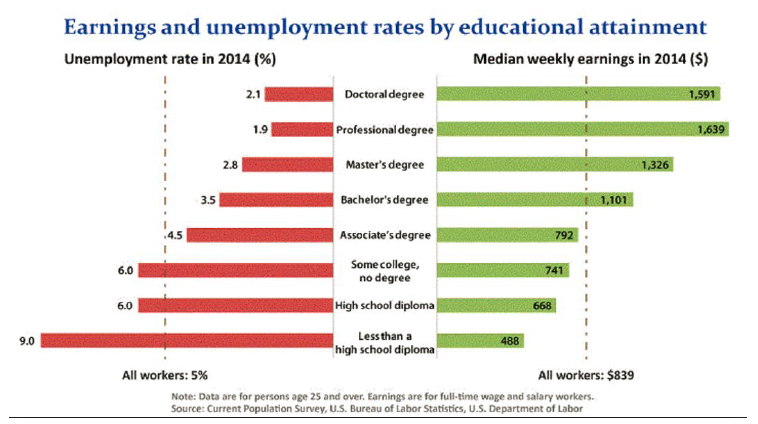 Earnings and unemployment rates by educational attainment
Unemployment rate in 2014 (%) Median weekly earnings in 2014 ($)
2.1 Doctoral degree 1,591
1.9 Professional degree 1,639
2.8 Master's degree 1,326
3.5 Bachelor's degree 1,101
4.5 Associate's degree 792
Some college,
6.0 no degree 741
6.0 High school diploma 668
Less than a
9.0 high school diploma 488
All workers: 5% All workers: $839
Note: Data are for persons age 25 and over. Earnings are for full-time wage and salary workers.
Source: Current Population Survey, U.S. Bureau of Labor Statistics, U.S. Department of Labor